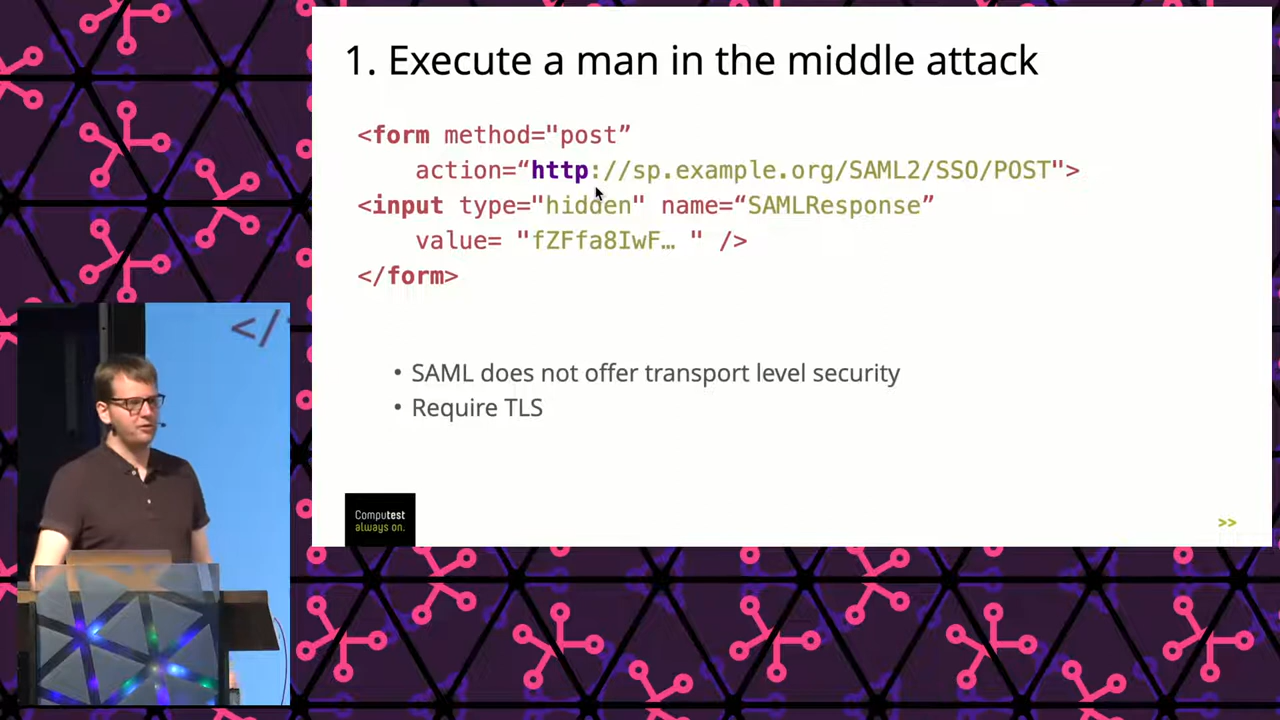 1. Execute a man in the middle attack
<form method="post”
action=“http://sp.example.org/SAML2/SSO/POST">
<input type="hidden" name=“SAMLResponse”
value= "fZFfa8IwF… " />
</form>
• SAML does not offer transport level security
• Require TLS
Computest
always on.
>>
</